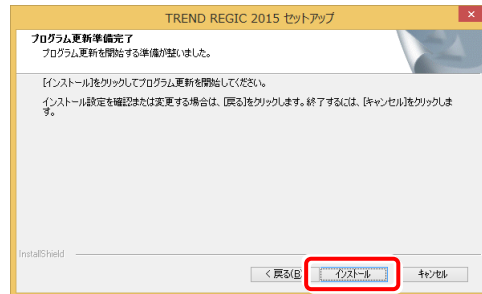 TREND REGIC 2015 セットアップ
プログラム更新準備完了
プログラム更新を開始する準備が整いました。
[インストール]をクリックしてプログラム更新を開始してください。
インストール設定を確認または変更する場合は、[戻る]をクリックします。終了するには、[キャンセル]をクリックしま
す。
InstallShield
< 戻る(B) インストール キャンセル